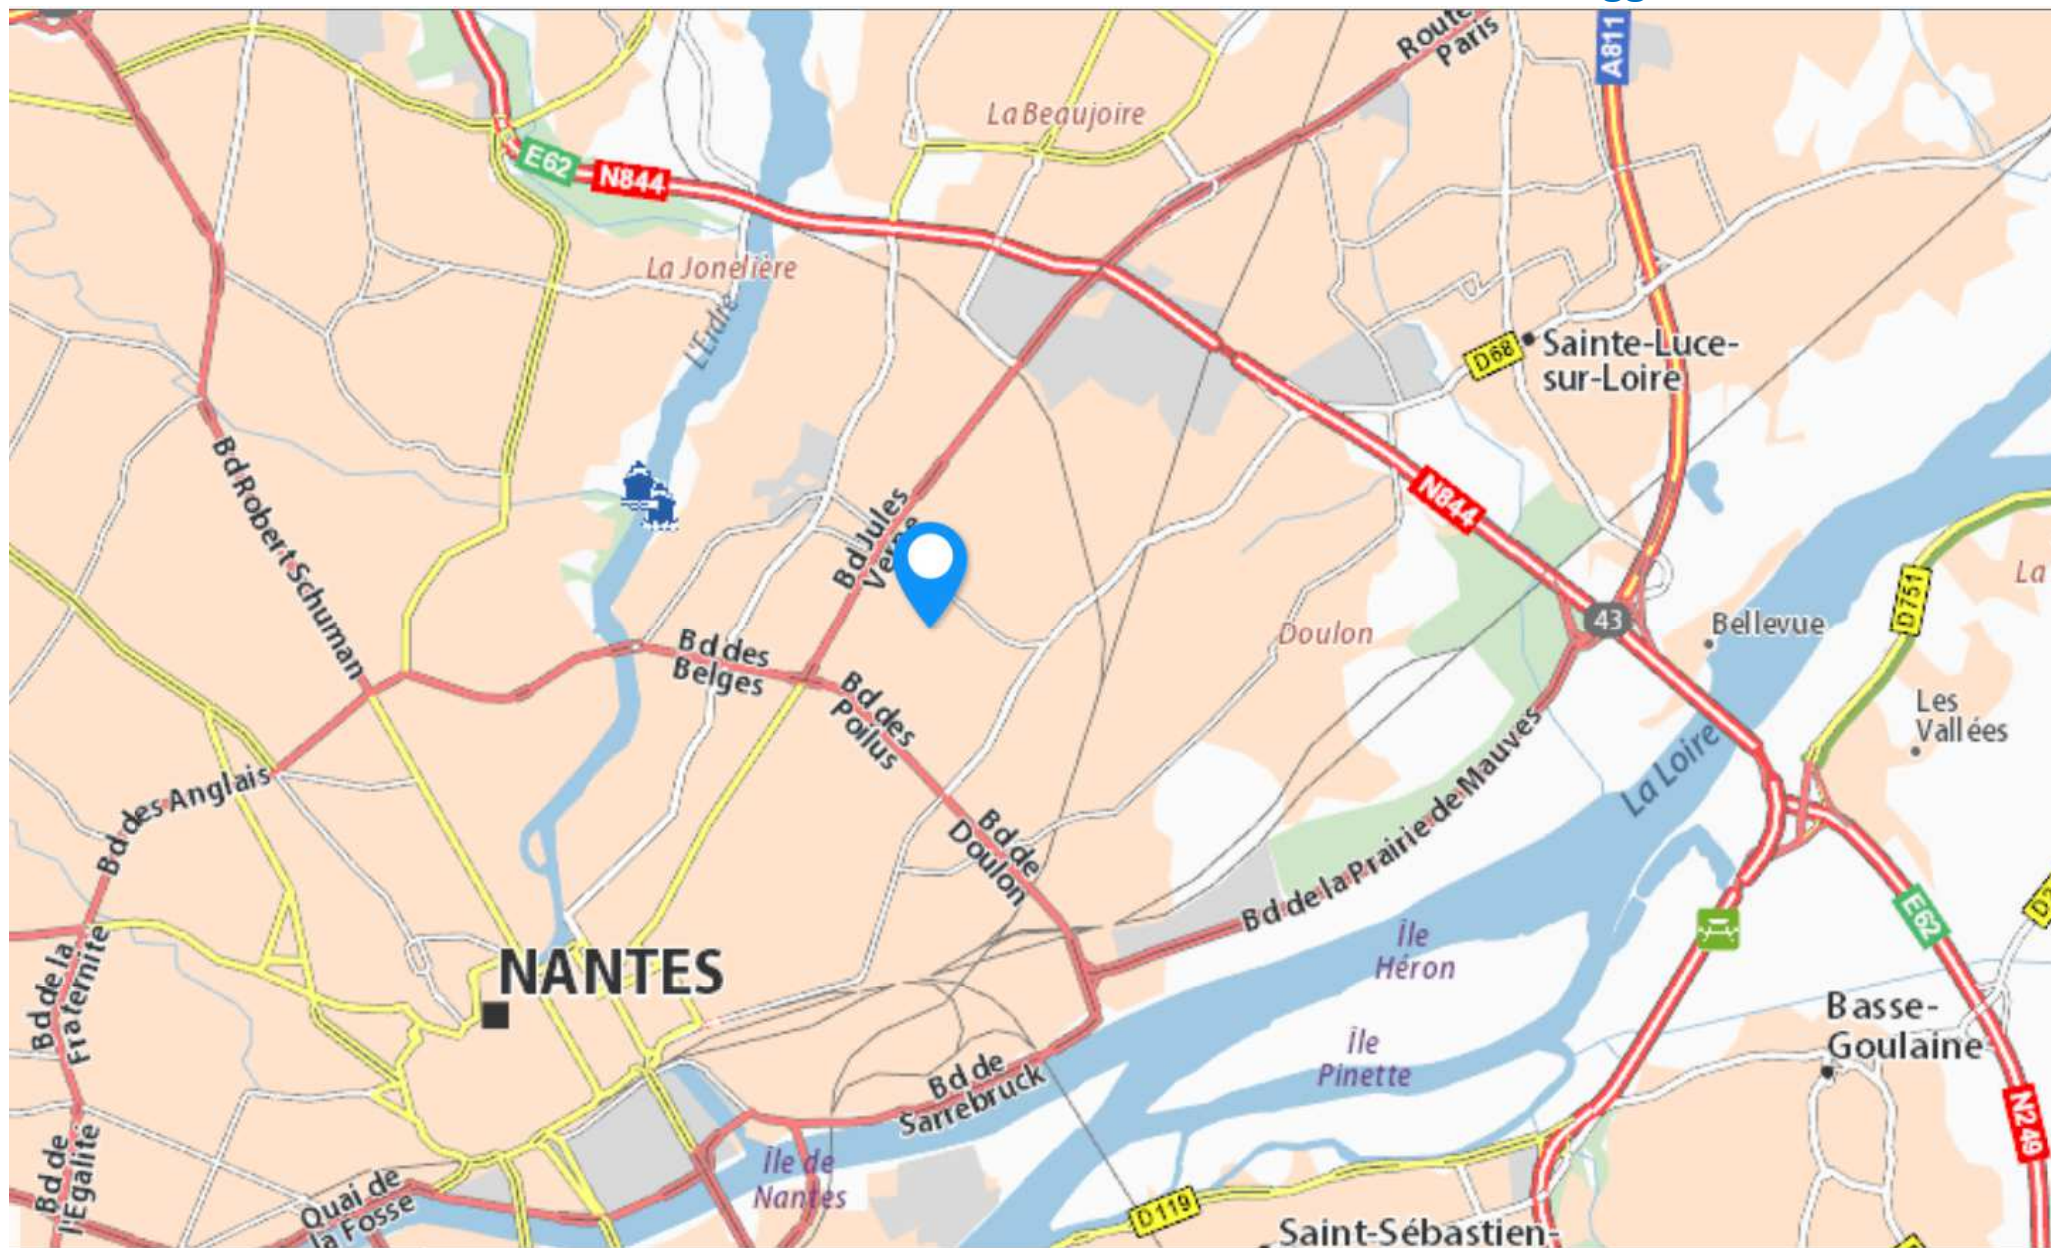 Route
Paris
A811
La Beaujoire
E62
N844
La Jonelière
L'Erdre
D68
Sainte-Luce-
sur-Loire
Bd Robert Schuman
Bd Jules
Verne
N844
43
Bellevue
D751
La
Doulon
Bd des
Belges
Bd des
Poilus
Les
Vallées
Bd des Anglais
La Loire
Bd de la Prairie de Mauves
Bd de
Doulon
E62
Bd de la
Fraternité
NANTES
Île
Héron
Île
Pinette
Basse-
Goulaine
Bd de
Sarrebruck
N249
Bd de
l'Egalité
Quai de
la Fosse
Île de
Nantes
D119
Saint-Sébastien-